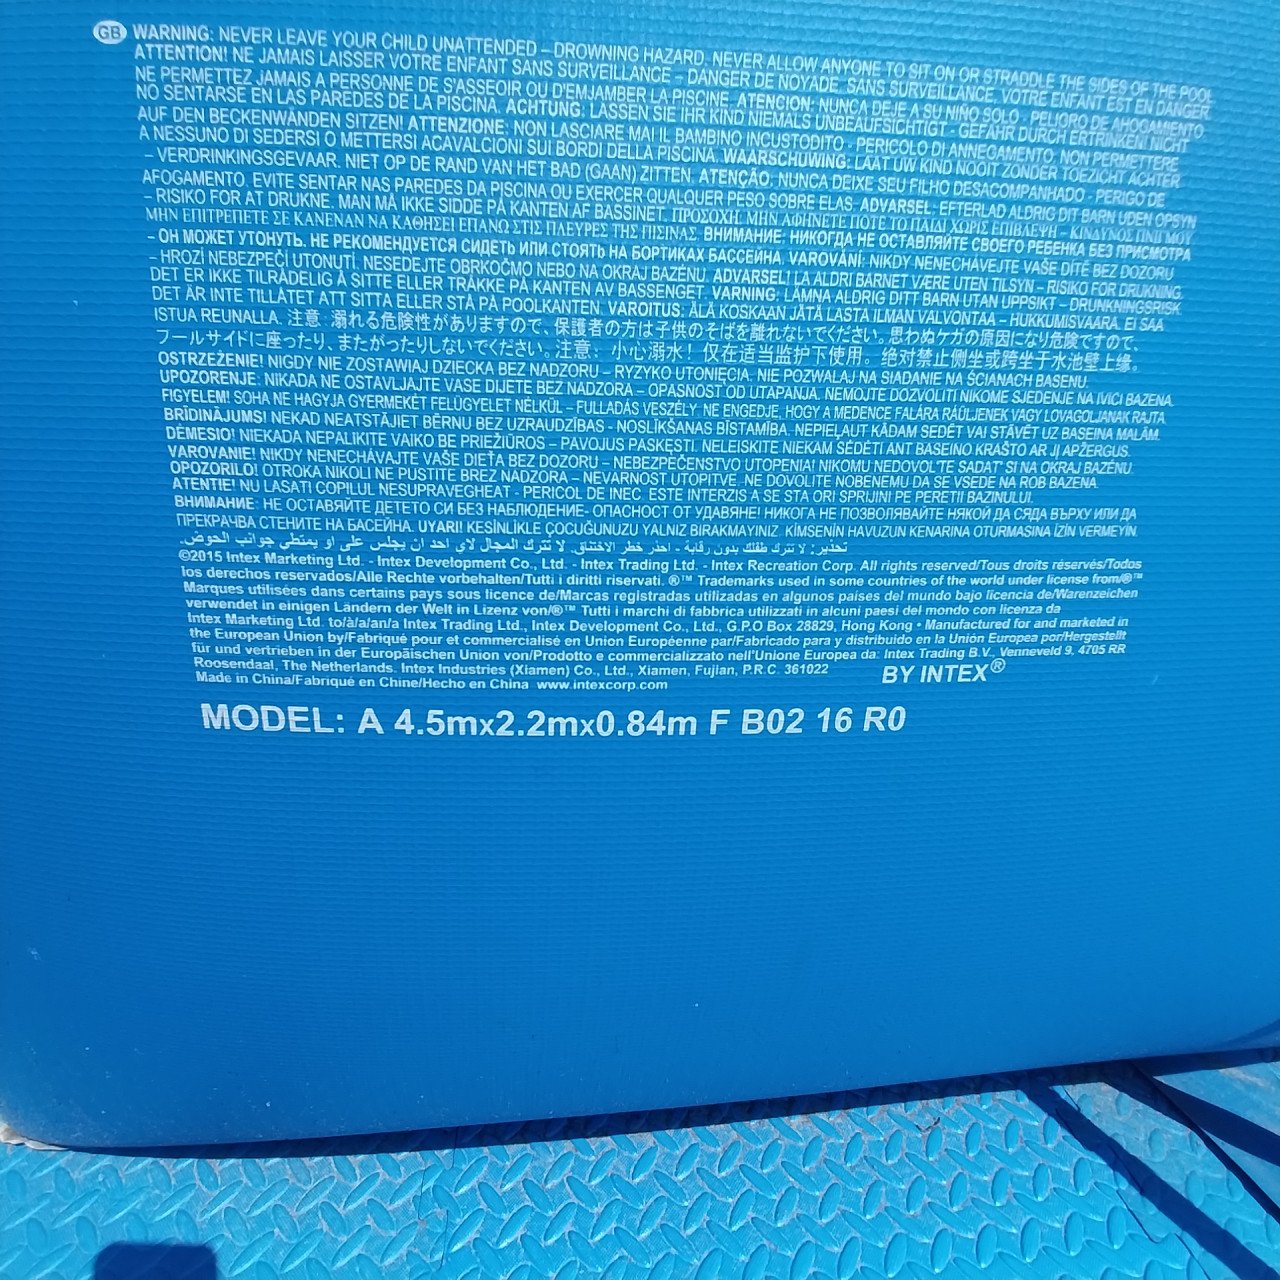 GB WARNING: NEVER LEAVE YOUR CHILD UNATTENDED – DROWNING HAZARD. NEVER ALLOW ANYONE TO SIT ON OR STRADDLE THE SIDES OF THE POOL
ATTENTION! NE JAMAIS LAISSER VOTRE ENFANT SANS SURVEILLANCE – DANGER DE NOYADE. SANS SURVEILLANCE, VOTRE ENFANT EST EN DANGER
NE PERMETTEZ JAMAIS A PERSONNE DE S'ASSEOIR OU D'EMJAMBER LA PISCINE. ATENCION: NUNCA DEJE A SU NIÑO SOLO - PELIGRO DE AHOGAMIENTO
NO SENTARSE EN LAS PAREDES DE LA PISCINA. ACHTUNG: LASSEN SIE IHR KIND NIEMALS UNBEAUFSICHTIGT - GEFAHR DURCH ERTRINKEN! NICHT
AUF DEN BECKENWÄNDEN SITZEN! ATTENZIONE: NON LASCIARE MAI IL BAMBINO INCUSTODITO - PERICOLO DI ANNEGAMENTO. NON PERMETTERE
A NESSUNO DI SEDERSI O METTERSI ACAVALCIONI SUI BORDI DELLA PISCINA. WAARSCHUWING: LAAT UW KIND NOOIT ZONDER TOEZICHT ACHTER
– VERDRINKINGSGEVAAR. NIET OP DE RAND VAN HET BAD (GAAN) ZITTEN. ATENÇÃO: NUNCA DEIXE SEU FILHO DESACOMPANHADO - PERIGO DE
AFOGAMENTO. EVITE SENTAR NAS PAREDES DA PISCINA OU EXERCER QUALQUER PESO SOBRE ELAS. ADVARSEL: EFTERLAD ALDRIG DIT BARN UDEN OPSYN
– RISIKO FOR AT DRUKNE. MAN MÅ IKKE SIDDE PÅ KANTEN AF BASSINET. ΠΡΟΣΟΧΗ: ΜΗΝ ΑΦΗΝΕΤΕ ΠΟΤΕ ΤΟ ΠΑΙΔΙ ΧΩΡΙΣ ΕΠΙΒΛΕΨΗ – ΚΙΝΔΥΝΟΣ ΠΝΙΓΜΟΥ
ΜΗΝ ΕΠΙΤΡΕΠΕΤΕ ΣΕ ΚΑΝΕΝΑΝ ΝΑ ΚΑΘΗΣΕΙ ΕΠΑΝΩ ΣΤΙΣ ΠΛΕΥΡΕΣ ΤΗΣ ΠΙΣΙΝΑΣ. ВНИМАНИЕ: НИКОГДА НЕ ОСТАВЛЯЙТЕ СВОЕГО РЕБЕНКА БЕЗ ПРИСМОТРА
– ОН МОЖЕТ УТОНУТЬ. НЕ РЕКОМЕНДУЕТСЯ СИДЕТЬ ИЛИ СТОЯТЬ НА БОРТИКАХ БАССЕЙНА. VAROVÁNÍ: NIKDY NENECHÁVEJTE VAŠE DÍTĚ BEZ DOZORU
– HROZÍ NEBEZPEČÍ UTONUTÍ. NESEDEJTE OBRKOČMO NEBO NA OKRAJ BAZÉNU. ADVARSEL! LA ALDRI BARNET VÆRE UTEN TILSYN – RISIKO FOR DRUKNING.
DET ER IKKE TILRÅDELIG Å SITTE ELLER TRÅKKE PÅ KANTEN AV BASSENGET. VARNING: LÄMNA ALDRIG DITT BARN UTAN UPPSIKT – DRUNKNINGSRISK
DET ÄR INTE TILLÅTET ATT SITTA ELLER STÅ PÅ POOLKANTEN. VAROITUS: ÄLÄ KOSKAAN JÄTÄ LASTA ILMAN VALVONTAA – HUKKUMISVAARA. EI SAA
ISTUA REUNALLA. 注意: 溺れる危険性がありますので、保護者の方は子供のそばを離れないでください。思わぬケガの原因になり危険ですので、
プールサイドに座ったり、またがったりしないでください。注意: 小心溺水! 仅在适当监护下使用。绝对禁止侧坐或跨坐于水池壁上缘。
OSTRZEŻENIE! NIGDY NIE ZOSTAWIAJ DZIECKA BEZ NADZORU – RYZYKO UTONIĘCIA. NIE POZWALAJ NA SIADANIE NA ŚCIANACH BASENU.
UPOZORENJE: NIKADA NE OSTAVLJAJTE VASE DIJETE BEZ NADZORA – OPASNOST OD UTAPANJA. NEMOJTE DOZVOLITI NIKOME SJEDENJE NA IVICI BAZENA.
FIGYELEM! SOHA NE HAGYJA GYERMEKÉT FELÜGYELET NÉLKÜL – FULLADÁS VESZÉLY. NE ENGEDJE, HOGY A MEDENCE FALÁRA RÁÜLJENEK VAGY LOVAGOLJANAK RAJTA
BRĪDINĀJUMS! NEKAD NEATSTĀJIET BĒRNU BEZ UZRAUDZĪBAS - NOSLĪKŠANAS BĪSTAMĪBA. NEPIEĻAUT KĀDAM SEDĒT VAI STĀVĒT UZ BASEINA MALĀM.
DĖMESIO! NIEKADA NEPALIKITE VAIKO BE PRIEŽIŪROS – PAVOJUS PASKĘSTI. NELEISKITE NIEKAM SĖDĖTI ANT BASEINO KRAŠTO AR JĮ APŽERGUS.
VAROVANIE! NIKDY NENECHÁVAJTE VAŠE DIEŤA BEZ DOZORU – NEBEZPEČENSTVO UTOPENIA! NIKOMU NEDOVOL'TE SADAT' SI NA OKRAJ BAZÉNU.
OPOZORILO! OTROKA NIKOLI NE PUSTITE BREZ NADZORA – NEVARNOST UTOPITVE. NE DOVOLITE NOBENEMU DA SE VSEDE NA ROB BAZENA.
ATENTIE! NU LASATI COPILUL NESUPRAVEGHEAT - PERICOL DE INEC. ESTE INTERZIS A SE STA ORI SPRIJINI PE PERETII BAZINULUI.
ВНИМАНИЕ: НЕ ОСТАВЯЙТЕ ДЕТЕТО СИ БЕЗ НАБЛЮДЕНИЕ- ОПАСНОСТ ОТ УДАВЯНЕ! НИКОГА НЕ ПОЗВОЛЯВАЙТЕ НЯКОЙ ДА СЯДА ВЪРХУ ИЛИ ДА
ПРЕКРАЧВА СТЕНИТЕ НА БАСЕЙНА. UYARI! KESİNLİKLE ÇOCUĞUNUZU YALNIZ BIRAKMAYINIZ. KİMSENİN HAVUZUN KENARINA OTURMASINA İZİN VERMEYİN.
تحذير: لا تترك طفلك بدون رقابة - احذر خطر الاختناق. لا تترك المجال لاي احد ان يجلس على او يمتطي جوانب الحوض.
©2015 Intex Marketing Ltd. - Intex Development Co., Ltd. - Intex Trading Ltd. - Intex Recreation Corp. All rights reserved/Tous droits réservés/Todos
los derechos reservados/Alle Rechte vorbehalten/Tutti i diritti riservati. ®™ Trademarks used in some countries of the world under license from/®™
Marques utilisées dans certains pays sous licence de/Marcas registradas utilizadas en algunos países del mundo bajo licencia de/Warenzeichen
verwendet in einigen Ländern der Welt in Lizenz von/®™ Tutti i marchi di fabbrica utilizzati in alcuni paesi del mondo con licenza da
Intex Marketing Ltd. to/à/a/an/a Intex Trading Ltd., Intex Development Co., Ltd., G.P.O Box 28829, Hong Kong • Manufactured for and marketed in
the European Union by/Fabriqué pour et commercialisé en Union Européenne par/Fabricado para y distribuido en la Unión Europea por/Hergestellt
für und vertrieben in der Europäischen Union von/Prodotto e commercializzato nell'Unione Europea da: Intex Trading B.V., Venneveld 9, 4705 RR
Roosendaal, The Netherlands. Intex Industries (Xiamen) Co., Ltd., Xiamen, Fujian, P.R.C. 361022
Made in China/Fabriqué en Chine/Hecho en China www.intexcorp.com
BY INTEX®
MODEL: A 4.5mx2.2mx0.84m F B02 16 R0